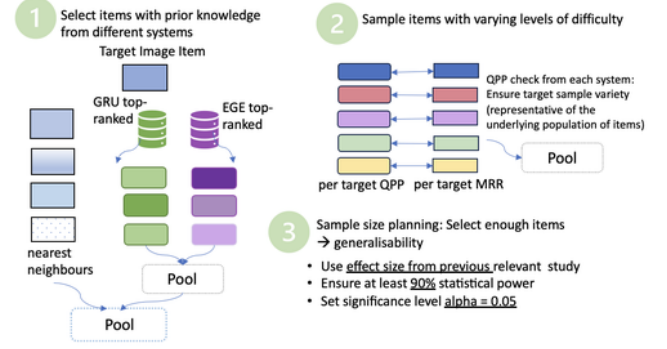 1
Select items with prior knowledge
from different systems
Target Image Item
GRU top-
ranked
EGE top-
ranked
nearest
neighbours
Pool
Pool
2
Sample items with varying levels of difficulty
QPP check from each system:
Ensure target sample variety
(representative of the
underlying population of items)
Pool
per target QPP
per target MRR
3
Sample size planning: Select enough items
→ generalisability
• Use effect size from previous relevant study
• Ensure at least 90% statistical power
• Set significance level alpha = 0.05